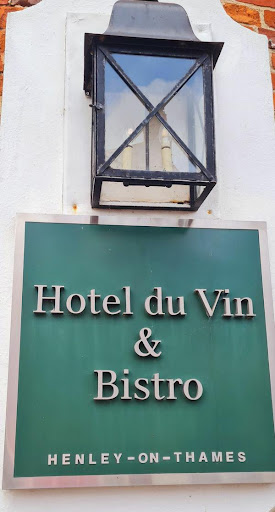 Hotel du Vin
&
Bistro
HENLEY-ON-THAMES